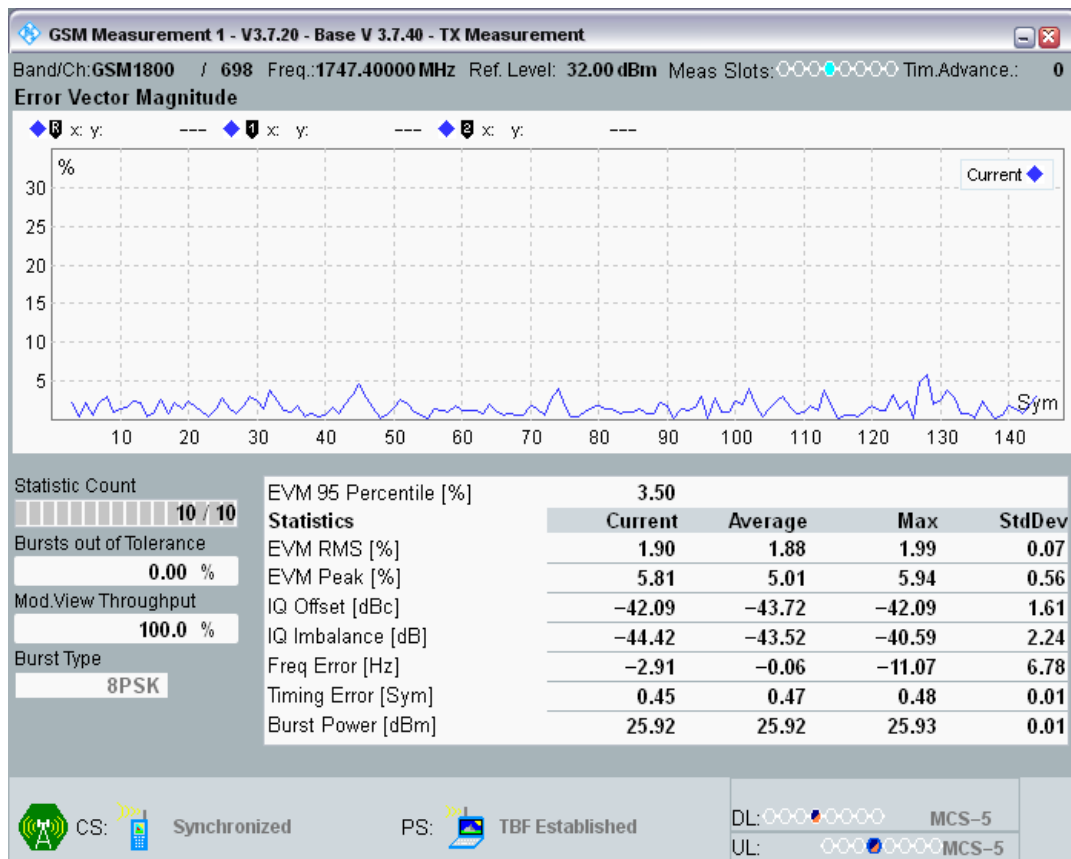 GSM Measurement 1 - V3.7.20 - Base V 3.7.40 - TX Measurement
Band/Ch:GSM1800 / 698 Freq.:1747.40000 MHz Ref. Level: 32.00 dBm Meas Slots: Tim.Advance.: 0
Error Vector Magnitude
R x: y: --- 1 x: y: --- 2 x: y: ---
%
Current
30
25
20
15
10
5
Sym
10 20 30 40 50 60 70 80 90 100 110 120 130 140
Statistic Count
10 / 10
Bursts out of Tolerance
0.00 %
Mod.View Throughput
100.0 %
Burst Type
8PSK
EVM 95 Percentile [%] 3.50
Statistics Current Average Max StdDev
EVM RMS [%] 1.90 1.88 1.99 0.07
EVM Peak [%] 5.81 5.01 5.94 0.56
IQ Offset [dBc] −42.09 −43.72 −42.09 1.61
IQ Imbalance [dB] −44.42 −43.52 −40.59 2.24
Freq Error [Hz] −2.91 −0.06 −11.07 6.78
Timing Error [Sym] 0.45 0.47 0.48 0.01
Burst Power [dBm] 25.92 25.92 25.93 0.01
CS: Synchronized PS: TBF Established
DL: MCS−5
UL: MCS−5